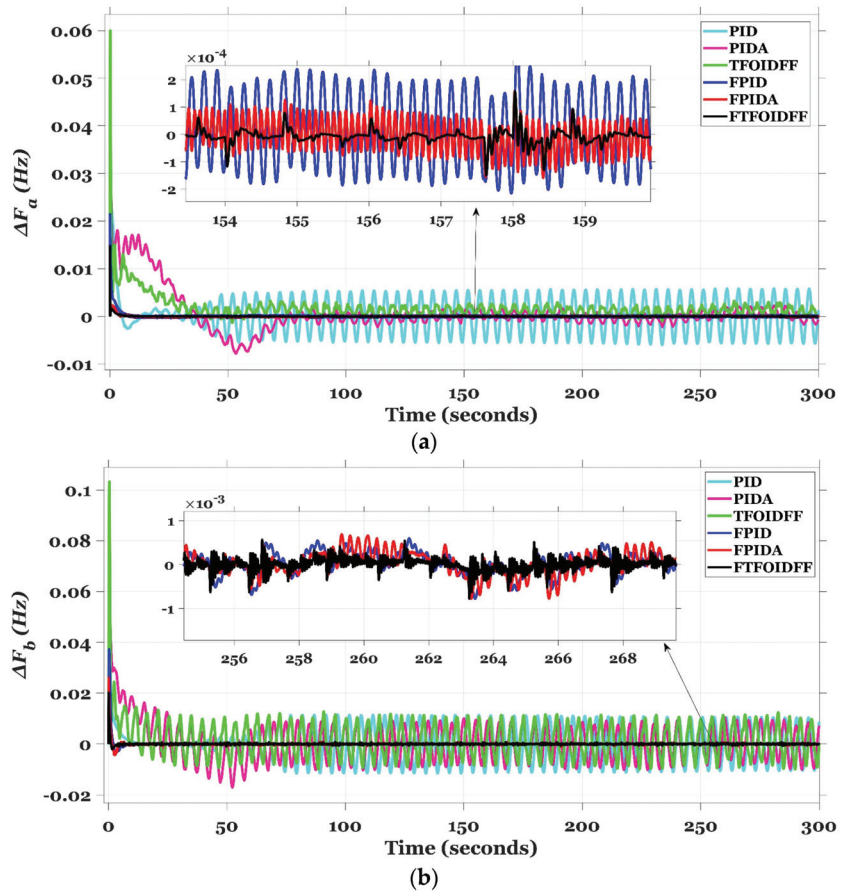 0.06
0.05
0.04
0.03
0.02
0.01
0
-0.01
ΔFa (Hz)
×10-4
2
1
0
-1
-2
154 155 156 157 158 159
PID
PIDA
TFOIDFF
FPID
FPIDA
FTFOIDFF
0 50 100 150 200 250 300
Time (seconds)
(a)
0.1
0.08
0.06
0.04
0.02
0
-0.02
ΔFb (Hz)
×10-3
1
0
-1
256 258 260 262 264 266 268
PID
PIDA
TFOIDFF
FPID
FPIDA
FTFOIDFF
0 50 100 150 200 250 300
Time (seconds)
(b)